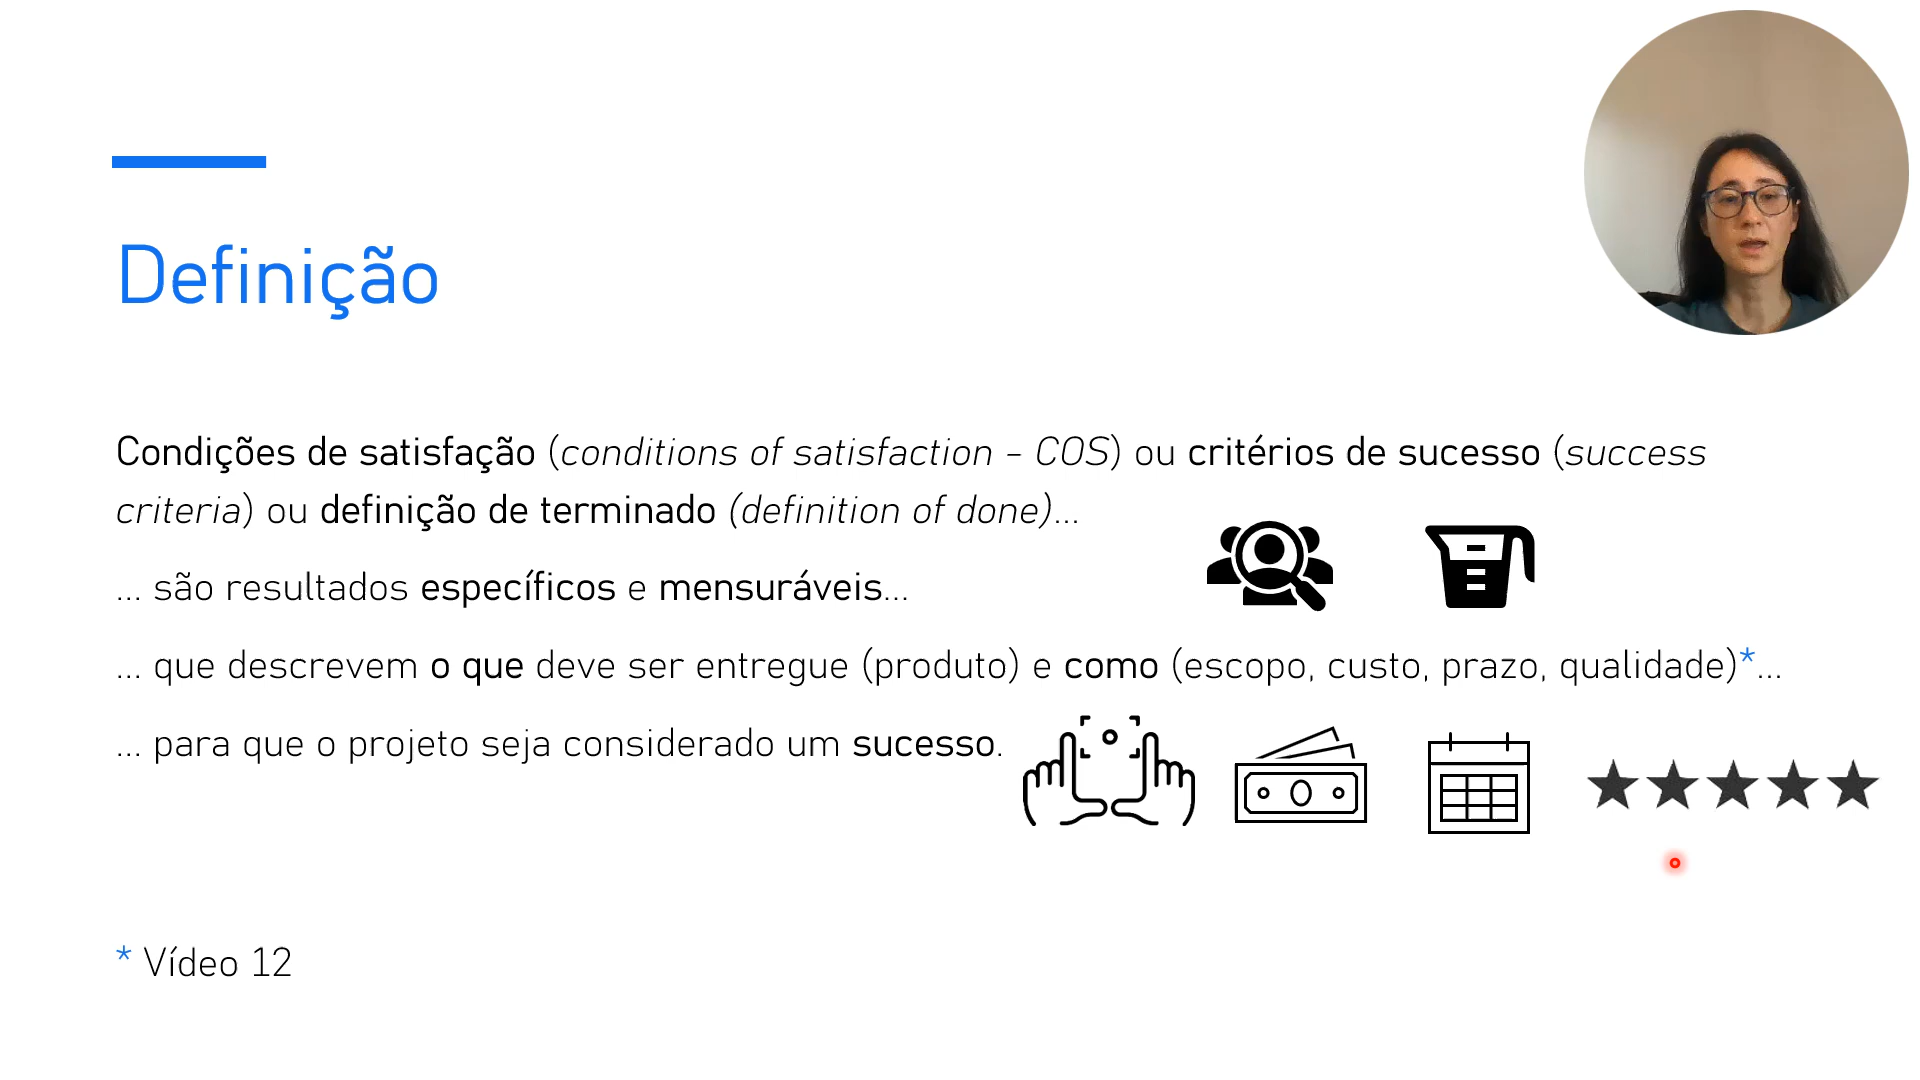 Definição
Condições de satisfação (conditions of satisfaction – COS) ou critérios de sucesso (success
criteria) ou definição de terminado (definition of done)...
... são resultados específicos e mensuráveis...
... que descrevem o que deve ser entregue (produto) e como (escopo, custo, prazo, qualidade)*...
... para que o projeto seja considerado um sucesso.
* Vídeo 12